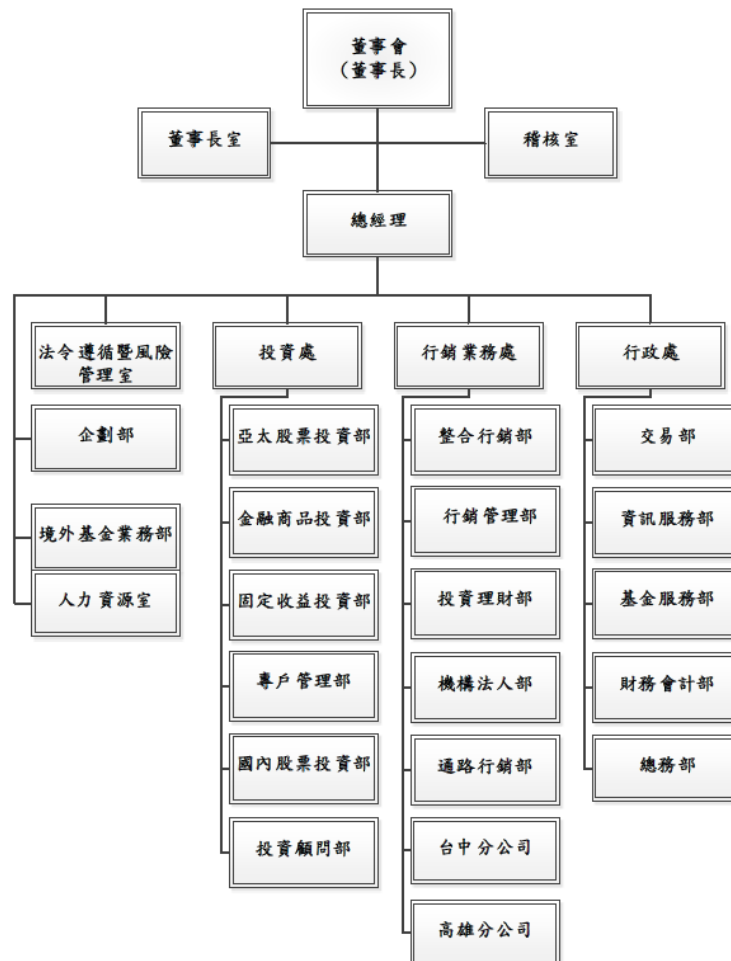 董事會
（董事長）
董事長室
稽核室
總經理
法令遵循暨風險
管理室
企劃部
境外基金業務部
人力資源室
投資處
亞太股票投資部
金融商品投資部
固定收益投資部
專戶管理部
國內股票投資部
投資顧問部
行銷業務處
整合行銷部
行銷管理部
投資理財部
機構法人部
通路行銷部
台中分公司
高雄分公司
行政處
交易部
資訊服務部
基金服務部
財務會計部
總務部